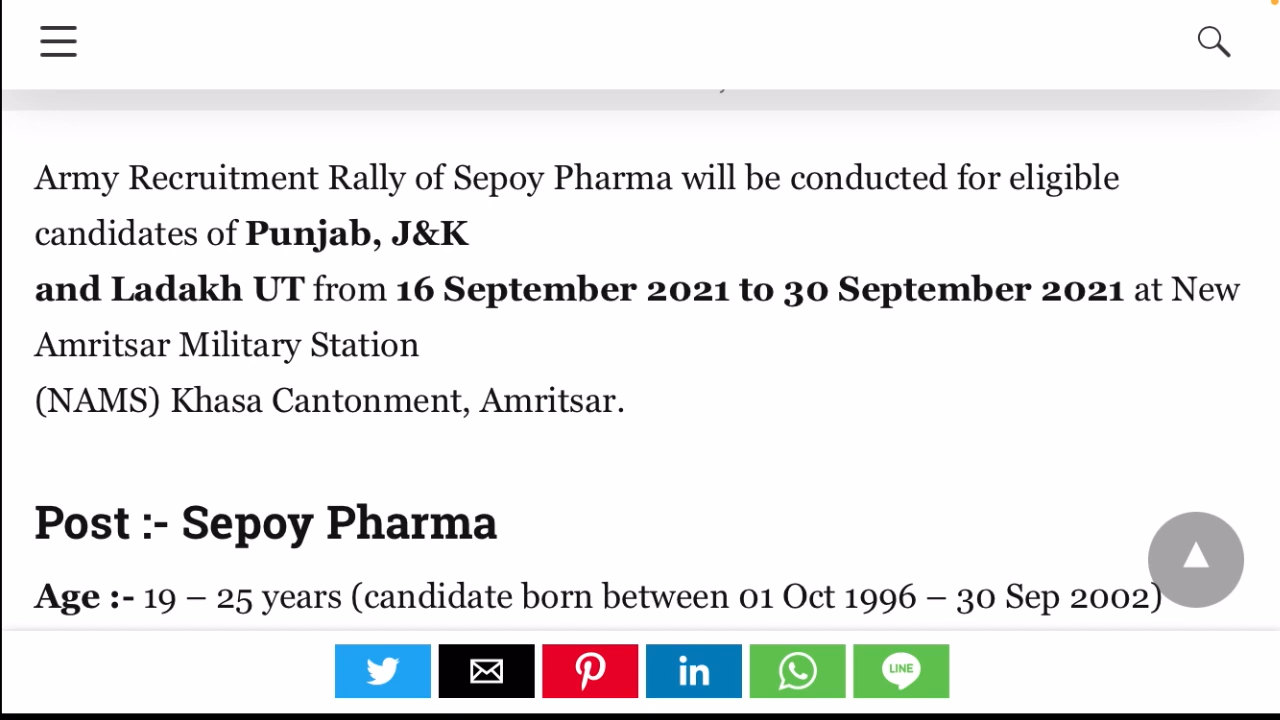 Army Recruitment Rally of Sepoy Pharma will be conducted for eligible
candidates of Punjab, J&K
and Ladakh UT from 16 September 2021 to 30 September 2021 at New
Amritsar Military Station
(NAMS) Khasa Cantonment, Amritsar.
Post :- Sepoy Pharma
Age :- 19 – 25 years (candidate born between 01 Oct 1996 – 30 Sep 2002)
in
LINE